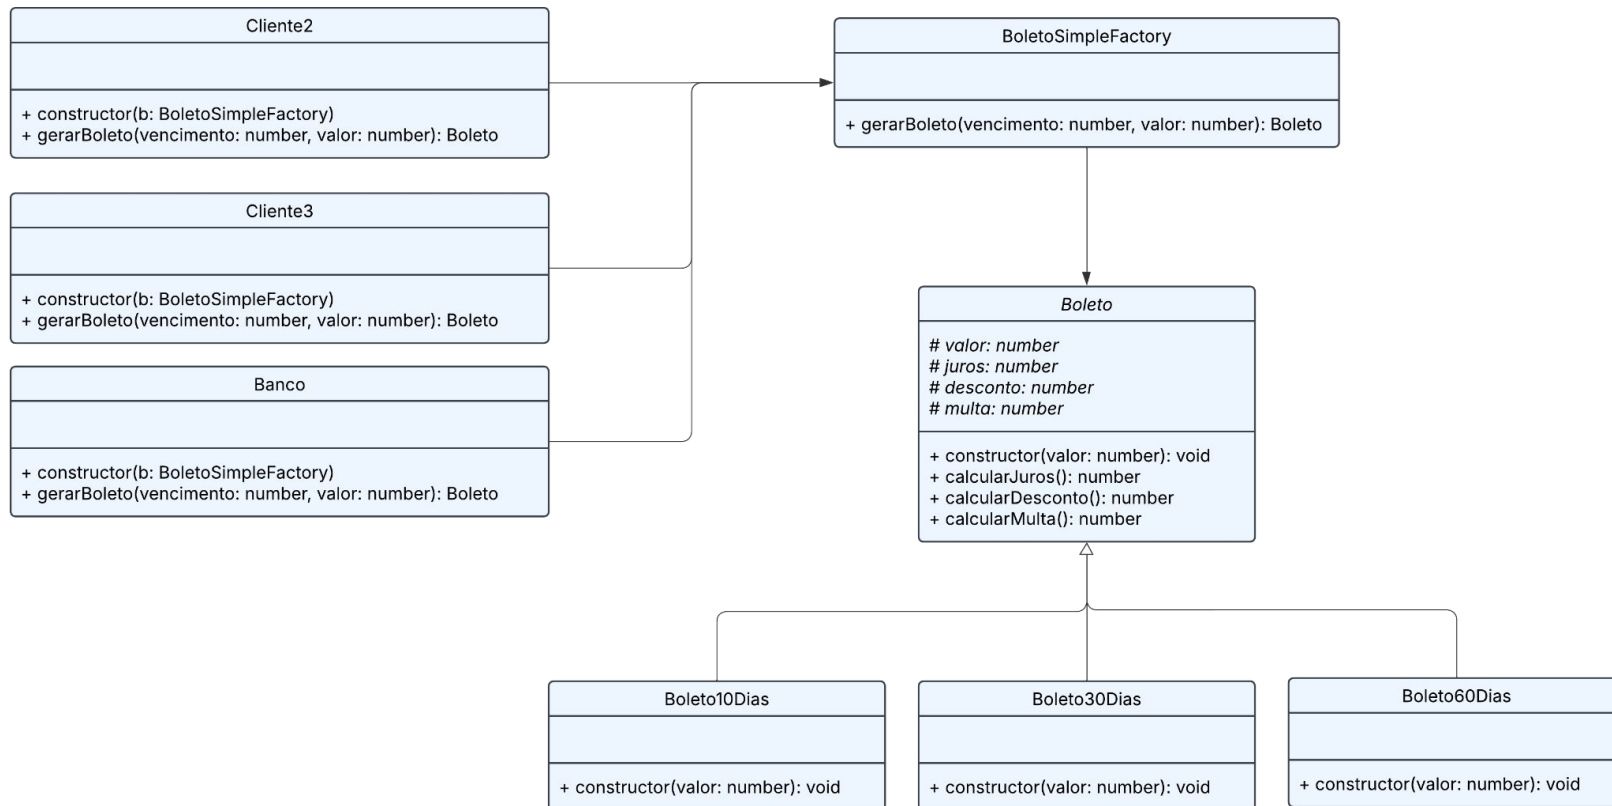 Cliente2
+ constructor(b: BoletoSimpleFactory)
+ gerarBoleto(vencimento: number, valor: number): Boleto
BoletoSimpleFactory
+ gerarBoleto(vencimento: number, valor: number): Boleto
Cliente3
+ constructor(b: BoletoSimpleFactory)
+ gerarBoleto(vencimento: number, valor: number): Boleto
Banco
+ constructor(b: BoletoSimpleFactory)
+ gerarBoleto(vencimento: number, valor: number): Boleto
Boleto
# valor: number
# juros: number
# desconto: number
# multa: number
+ constructor(valor: number): void
+ calcularJuros(): number
+ calcularDesconto(): number
+ calcularMulta(): number
Boleto10Dias
+ constructor(valor: number): void
Boleto30Dias
+ constructor(valor: number): void
Boleto60Dias
+ constructor(valor: number): void